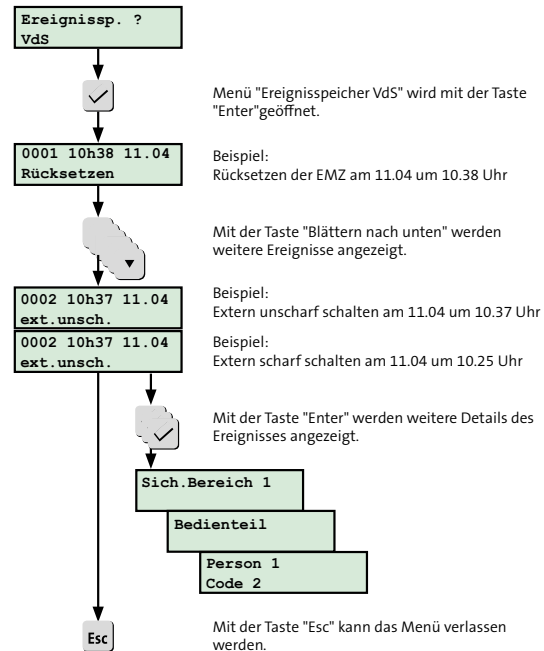 Ereignissp. ?
VdS
Menü "Ereignisspeicher VdS" wird mit der Taste
"Enter"geöffnet.
0001 10h38 11.04
Rücksetzen
Beispiel:
Rücksetzen der EMZ am 11.04 um 10.38 Uhr
Mit der Taste "Blättern nach unten" werden
weitere Ereignisse angezeigt.
0002 10h37 11.04
ext.unsch.
Beispiel:
Extern unscharf schalten am 11.04 um 10.37 Uhr
0002 10h37 11.04
ext.unsch.
Beispiel:
Extern scharf schalten am 11.04 um 10.25 Uhr
Mit der Taste "Enter" werden weitere Details des
Ereignisses angezeigt.
Sich.Bereich 1
Bedienteil
Person 1
Code 2
Esc
Mit der Taste "Esc" kann das Menü verlassen
werden.